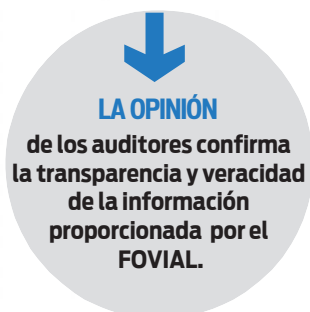 LA OPINIÓN
de los auditores confirma
la transparencia y veracidad
de la información
proporcionada por el
FOVIAL.